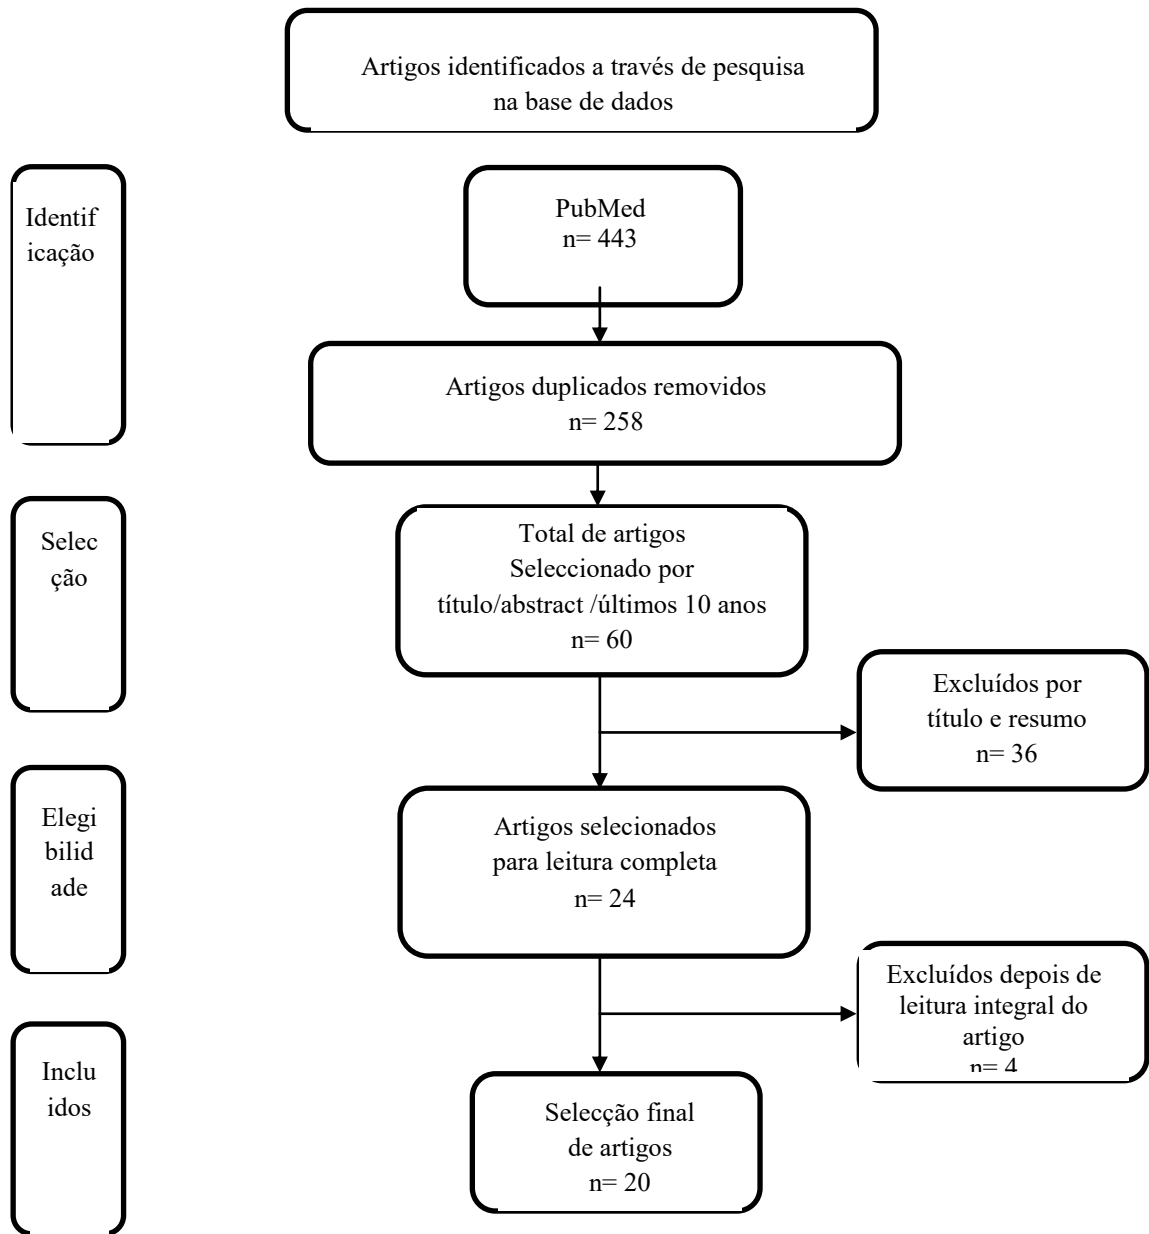 Artigos identificados a través de pesquisa
na base de dados
Identif
icação
PubMed
n= 443
Artigos duplicados removidos
n= 258
Selec
ção
Total de artigos
Seleccionado por
título/abstract /últimos 10 anos
n= 60
Excluídos por
título e resumo
n= 36
Elegi
bilid
ade
Artigos selecionados
para leitura completa
n= 24
Excluídos depois de
leitura integral do
artigo
n= 4
Inclu
idos
Selecção final
de artigos
n= 20